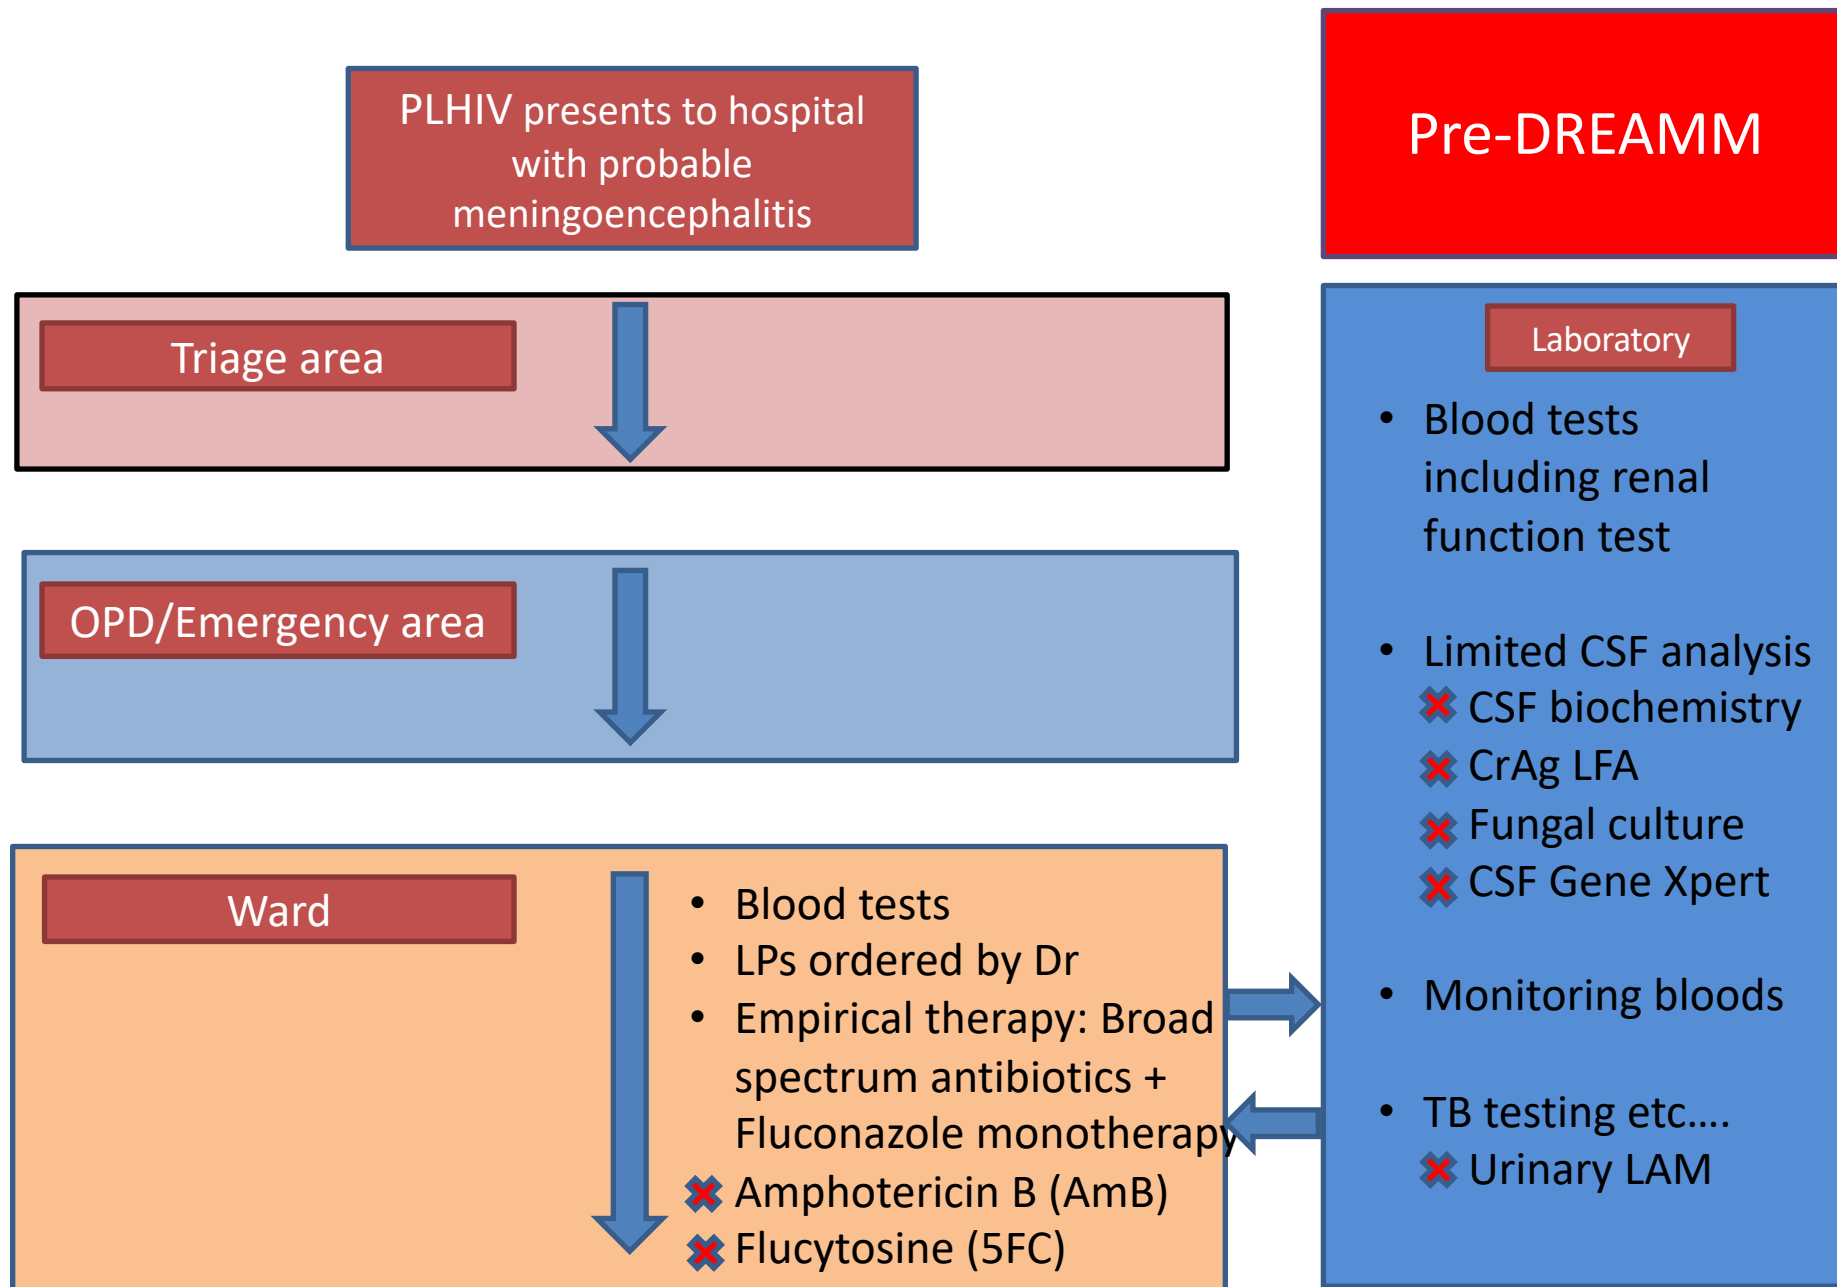 PLHIV presents to hospital
with probable
meningoencephalitis
Pre-DREAMM
Triage area
OPD/Emergency area
Ward
• Blood tests
• LPs ordered by Dr
• Empirical therapy: Broad
spectrum antibiotics +
Fluconazole monotherapy
Amphotericin B (AmB)
Flucytosine (5FC)
Laboratory
• Blood tests
including renal
function test
• Limited CSF analysis
CSF biochemistry
CrAg LFA
Fungal culture
CSF Gene Xpert
• Monitoring bloods
• TB testing etc....
Urinary LAM